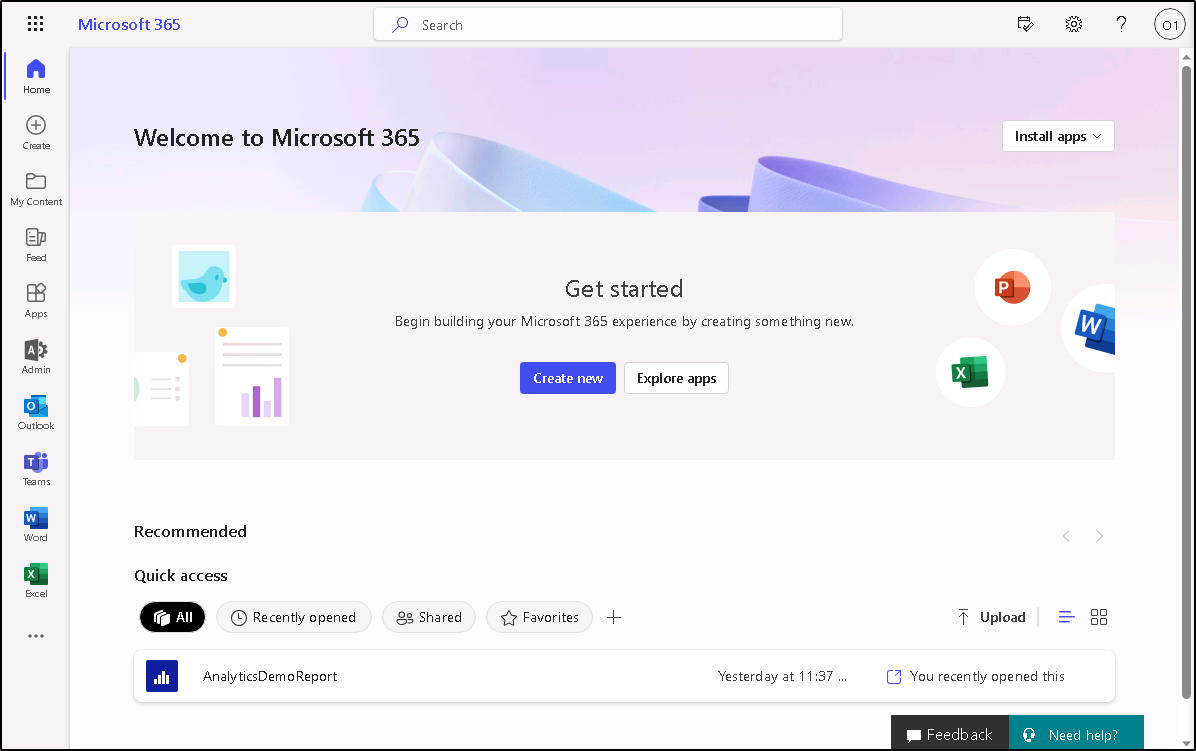 Microsoft 365
Search
O1
Home
Create
My Content
Feed
Apps
Admin
Outlook
Teams
Word
Excel
Welcome to Microsoft 365
Install apps
Get started
Begin building your Microsoft 365 experience by creating something new.
Create new
Explore apps
Recommended
Quick access
All
Recently opened
Shared
Favorites
Upload
AnalyticsDemoReport
Yesterday at 11:37 ...
You recently opened this
Feedback
Need help?